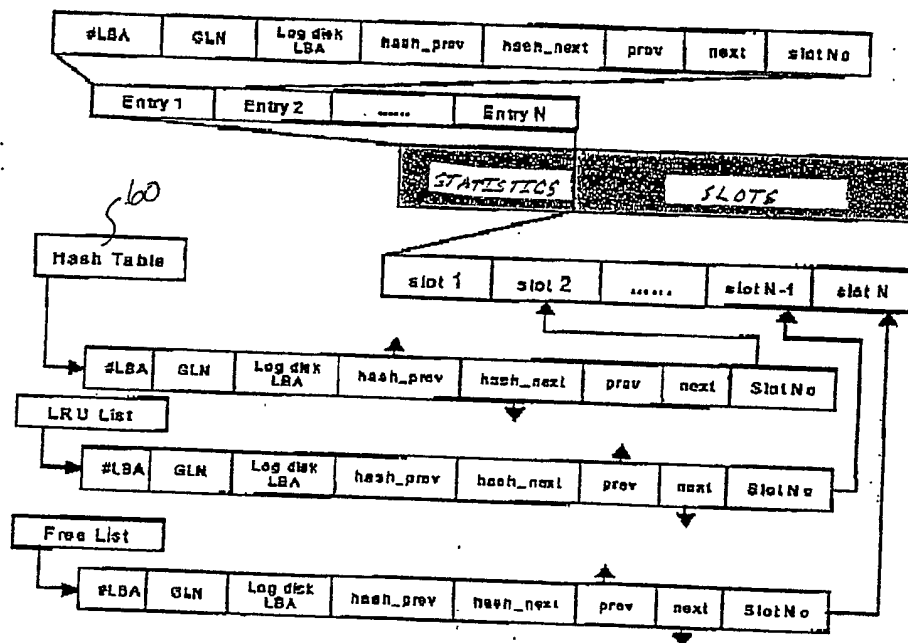 #LBA GLN Log disk LBA hash_prev hash_next prev next slot No
Entry 1 Entry 2 ...... Entry N
STATISTICS SLOTS
60
Hash Table
slot 1 slot 2 ...... slot N-1 slot N
#LBA GLN Log disk LBA hash_prev hash_next prev next Slot No
LRU List
#LBA GLN Log disk LBA hash_prev hash_next prev next Slot No
Free List
#LBA GLN Log disk LBA hash_prev hash_next prev next Slot No